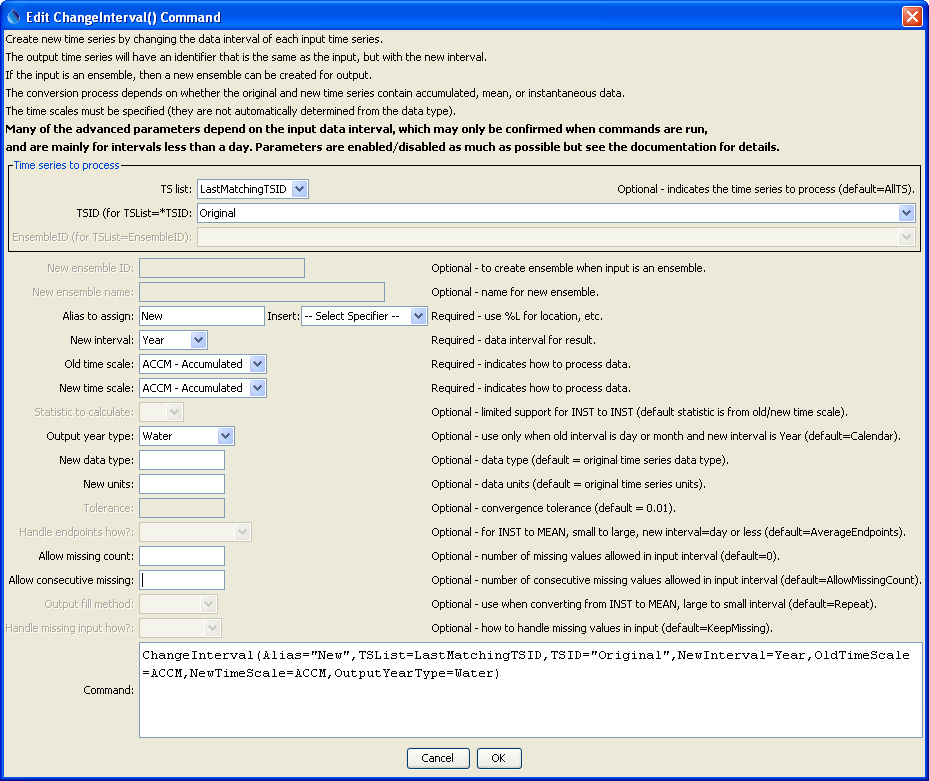 Edit ChangeInterval() Command
Create new time series by changing the data interval of each input time series.
The output time series will have an identifier that is the same as the input, but with the new interval.
If the input is an ensemble, then a new ensemble can be created for output.
The conversion process depends on whether the original and new time series contain accumulated, mean, or instantaneous data.
The time scales must be specified (they are not automatically determined from the data type).
Many of the advanced parameters depend on the input data interval, which may only be confirmed when commands are run,
and are mainly for intervals less than a day. Parameters are enabled/disabled as much as possible but see the documentation for details.
Time series to process
TS list: LastMatchingTSID Optional - indicates the time series to process (default=AllTS).
TSID (for TSList=*TSID: Original
EnsembleID (for TSList=EnsembleID):
New ensemble ID: Optional - to create ensemble when input is an ensemble.
New ensemble name: Optional - name for new ensemble.
Alias to assign: New Insert: -- Select Specifier -- Required - use %L for location, etc.
New interval: Year Required - data interval for result.
Old time scale: ACCM - Accumulated Required - indicates how to process data.
New time scale: ACCM - Accumulated Required - indicates how to process data.
Statistic to calculate: Optional - limited support for INST to INST (default statistic is from old/new time scale).
Output year type: Water Optional - use only when old interval is day or month and new interval is Year (default=Calendar).
New data type: Optional - data type (default = original time series data type).
New units: Optional - data units (default = original time series units).
Tolerance: Optional - convergence tolerance (default = 0.01).
Handle endpoints how?: Optional - for INST to MEAN, small to large, new interval=day or less (default=AverageEndpoints).
Allow missing count: Optional - number of missing values allowed in input interval (default=0).
Allow consecutive missing: Optional - number of consecutive missing values allowed in input interval (default=AllowMissingCount).
Output fill method: Optional - use when converting from INST to MEAN, large to small interval (default=Repeat).
Handle missing input how?: Optional - how to handle missing values in input (default=KeepMissing).
Command: ChangeInterval(Alias="New",TSList=LastMatchingTSID,TSID="Original",NewInterval=Year,OldTimeScale
=ACCM,NewTimeScale=ACCM,OutputYearType=Water)
Cancel OK